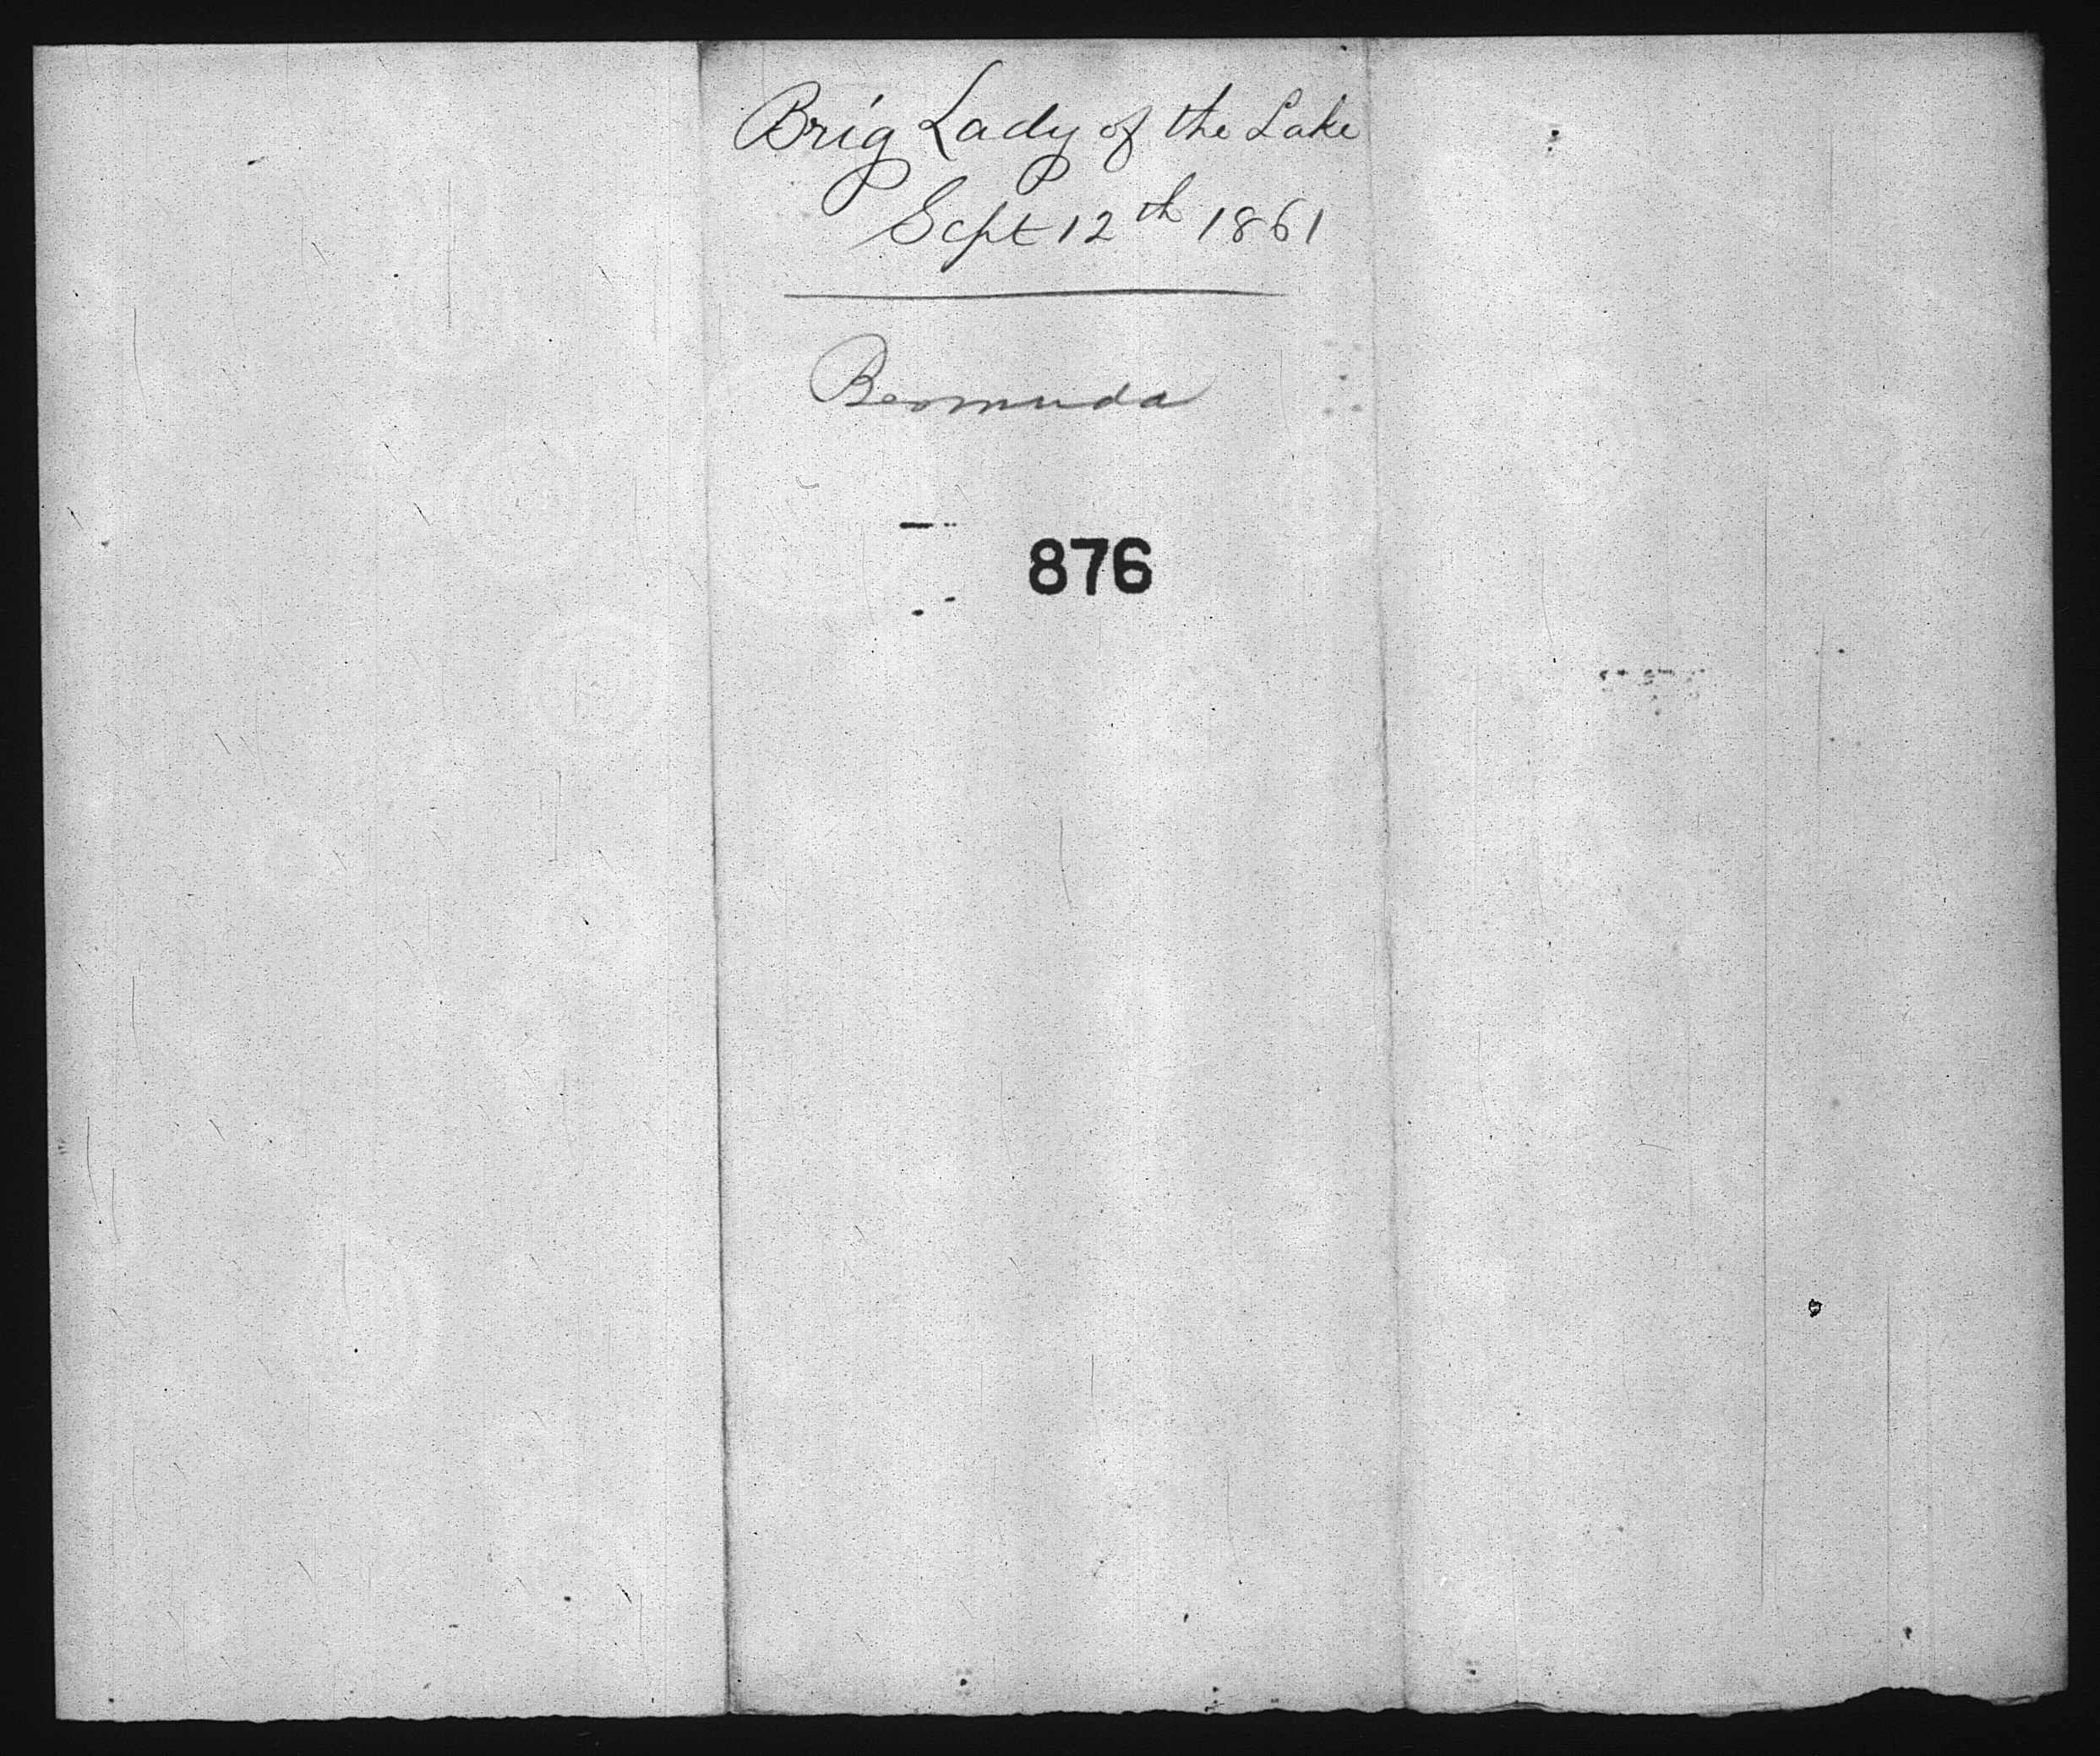 Brig Lady of the Lake
Sept 12th 1861
Bermuda
876